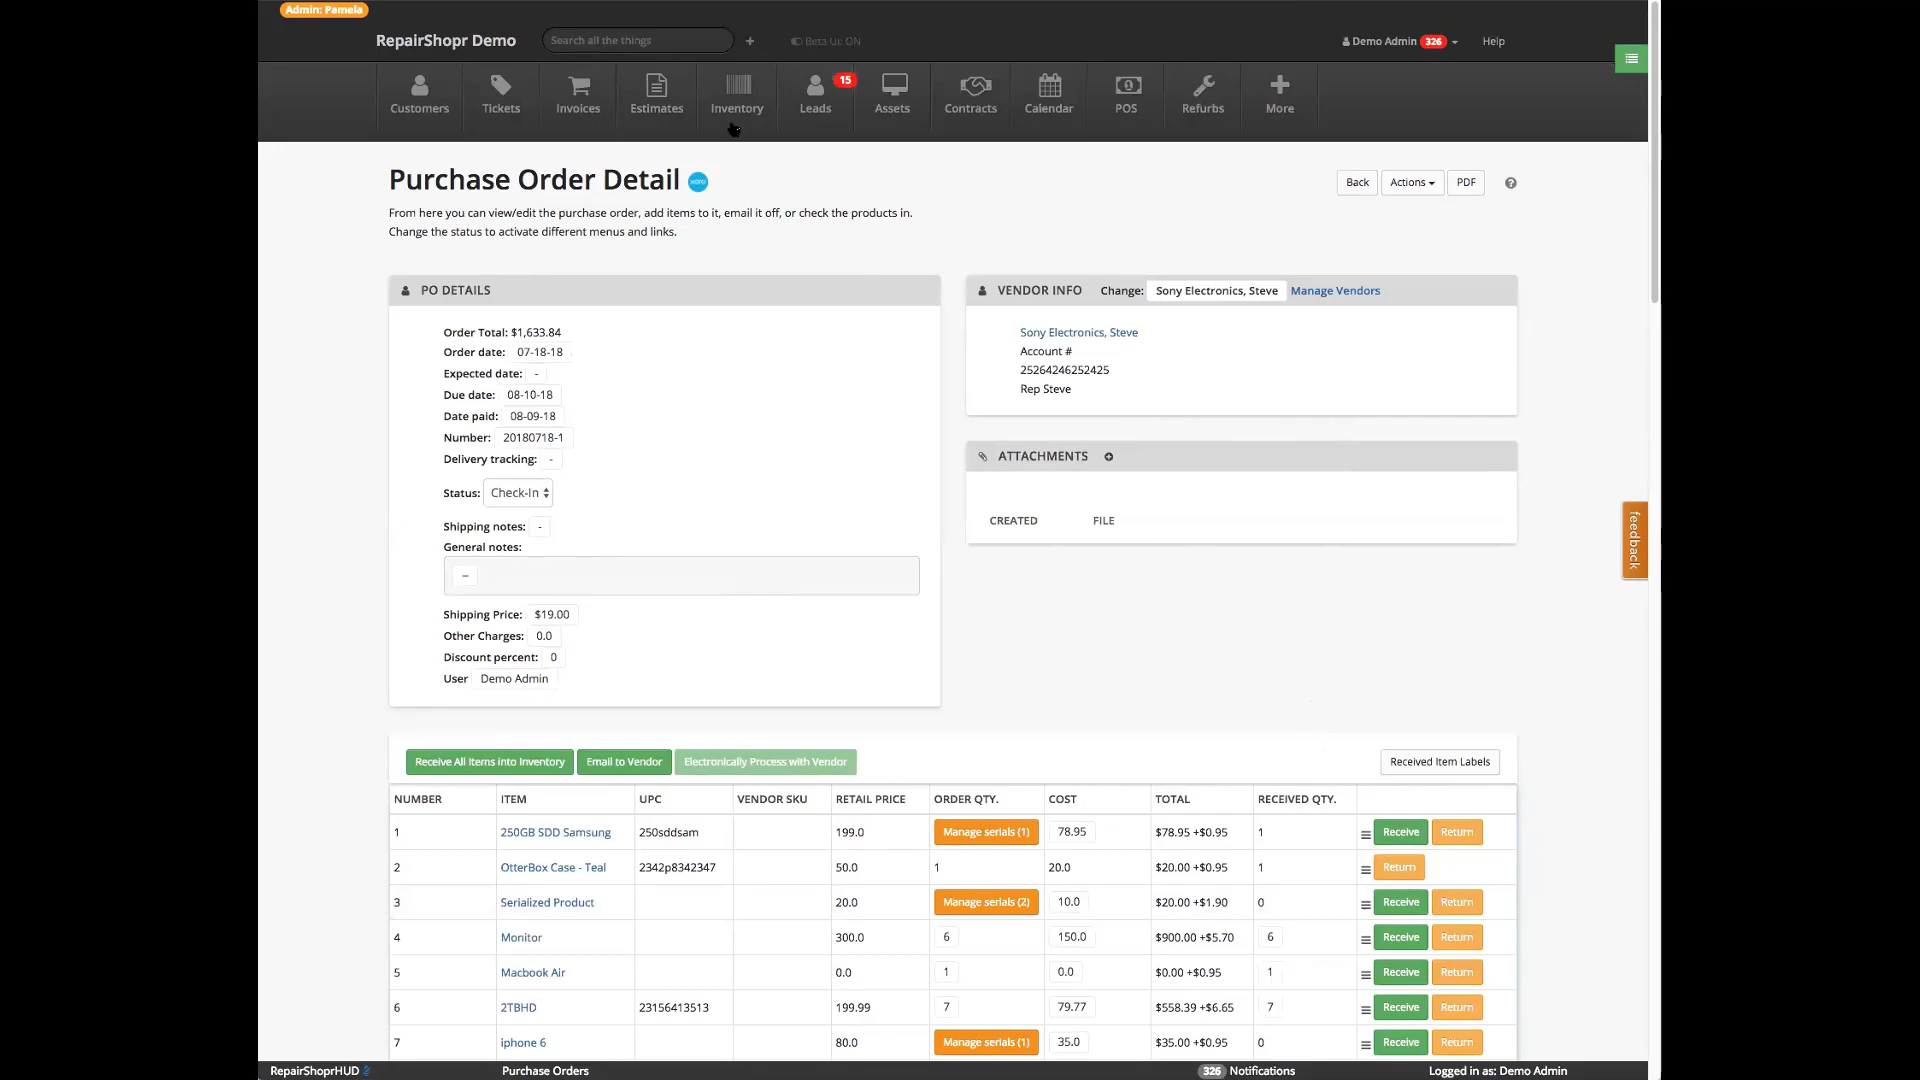 Admin: Pamela
RepairShopr Demo
Search all the things
Beta UI: ON
Demo Admin 326
Help
Customers
Tickets
Invoices
Estimates
Inventory
Leads
15
Assets
Contracts
Calendar
POS
Refurbs
More
Purchase Order Detail
xero
Back
Actions
PDF
From here you can view/edit the purchase order, add items to it, email it off, or check the products in.
Change the status to activate different menus and links.
PO DETAILS
Order Total: $1,633.84
Order date: 07-18-18
Expected date: -
Due date: 08-10-18
Date paid: 08-09-18
Number: 20180718-1
Delivery tracking: -
Status: Check-In
Shipping notes: -
General notes:
–
Shipping Price: $19.00
Other Charges: 0.0
Discount percent: 0
User Demo Admin
VENDOR INFO Change: Sony Electronics, Steve Manage Vendors
Sony Electronics, Steve
Account #
25264246252425
Rep Steve
ATTACHMENTS
CREATED FILE
feedback
Receive All Items into Inventory Email to Vendor Electronically Process with Vendor Received Item Labels
NUMBER ITEM UPC VENDOR SKU RETAIL PRICE ORDER QTY. COST TOTAL RECEIVED QTY.
1 250GB SDD Samsung 250sddsam 199.0 Manage serials (1) 78.95 $78.95 +$0.95 1 Receive Return
2 OtterBox Case - Teal 2342p8342347 50.0 1 20.0 $20.00 +$0.95 1 Return
3 Serialized Product 20.0 Manage serials (2) 10.0 $20.00 +$1.90 0 Receive Return
4 Monitor 300.0 6 150.0 $900.00 +$5.70 6 Receive Return
5 Macbook Air 0.0 1 0.0 $0.00 +$0.95 1 Receive Return
6 2TBHD 23156413513 199.99 7 79.77 $558.39 +$6.65 7 Receive Return
7 iphone 6 80.0 Manage serials (1) 35.0 $35.00 +$0.95 0 Receive Return
RepairShoprHUD Purchase Orders 326 Notifications Logged in as: Demo Admin